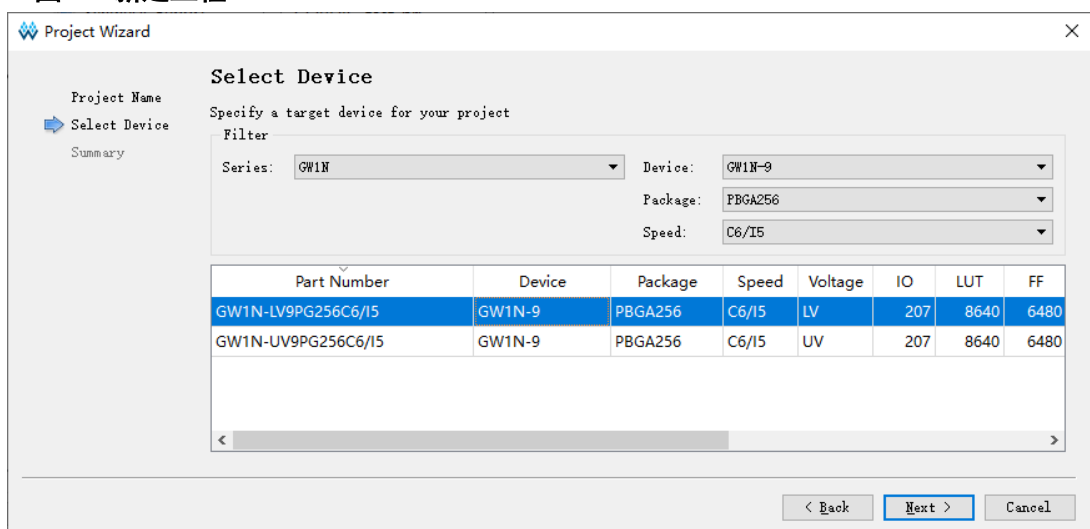 Project Wizard
Project Name
Select Device
Summary
Select Device
Specify a target device for your project
Filter
Series: GW1N
Device: GW1N-9
Package: PBGA256
Speed: C6/I5
Part Number Device Package Speed Voltage IO LUT FF
GW1N-LV9PG256C6/I5 GW1N-9 PBGA256 C6/I5 LV 207 8640 6480
GW1N-UV9PG256C6/I5 GW1N-9 PBGA256 C6/I5 UV 207 8640 6480
< Back Next > Cancel